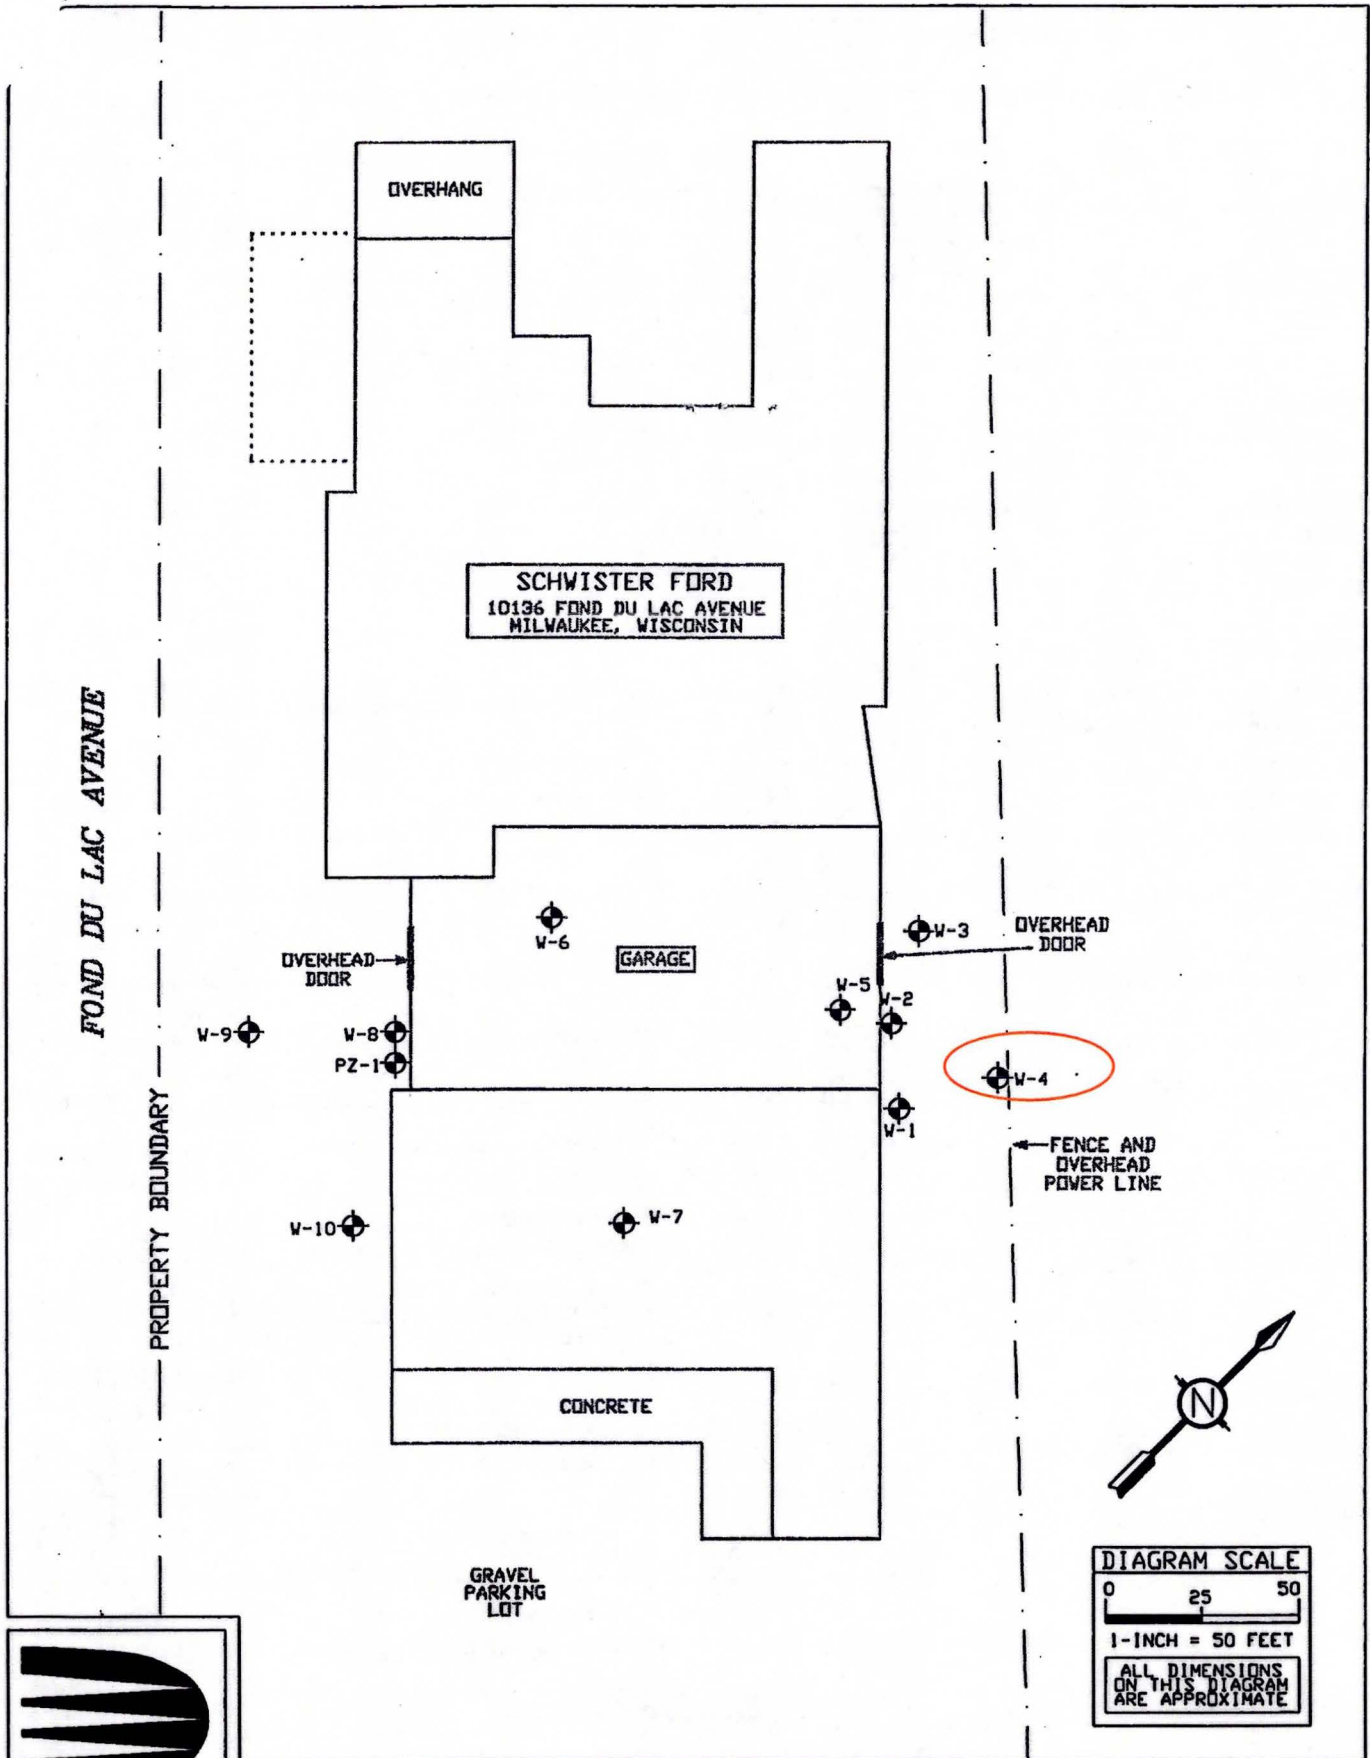 OVERHANG
SCHWISTER FORD
10136 FOND DU LAC AVENUE
MILWAUKEE, WISCONSIN
FOND DU LAC AVENUE
W-6
GARAGE
W-3
OVERHEAD
DOOR
OVERHEAD
DOOR
W-5
W-2
W-9
W-8
PZ-1
W-4
W-1
PROPERTY BOUNDARY
FENCE AND
OVERHEAD
POWER LINE
W-10
W-7
CONCRETE
N
GRAVEL
PARKING
LOT
DIAGRAM SCALE
0 25 50
1-INCH = 50 FEET
ALL DIMENSIONS
ON THIS DIAGRAM
ARE APPROXIMATE